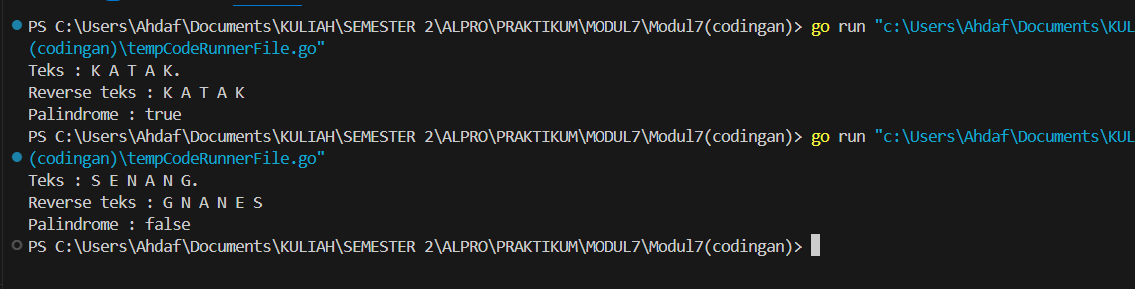 PS C:\Users\Ahdaf\Documents\KULIAH\SEMESTER 2\ALPRO\PRAKTIKUM\MODUL7\Modul7(codingan)> go run "c:\Users\Ahdaf\Documents\KUL
(codingan)\tempCodeRunnerFile.go"
Teks : K A T A K.
Reverse teks : K A T A K
Palindrome : true
PS C:\Users\Ahdaf\Documents\KULIAH\SEMESTER 2\ALPRO\PRAKTIKUM\MODUL7\Modul7(codingan)> go run "c:\Users\Ahdaf\Documents\KUL
(codingan)\tempCodeRunnerFile.go"
Teks : S E N A N G.
Reverse teks : G N A N E S
Palindrome : false
PS C:\Users\Ahdaf\Documents\KULIAH\SEMESTER 2\ALPRO\PRAKTIKUM\MODUL7\Modul7(codingan)>